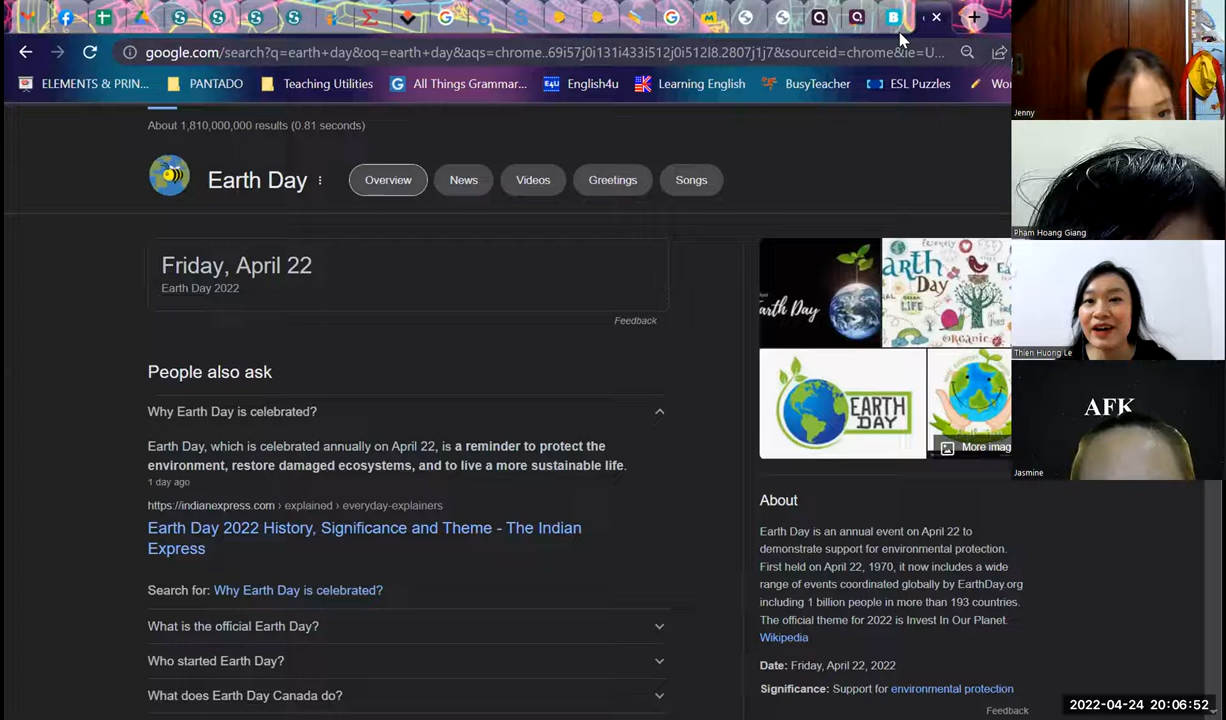 google.com/search?q=earth+day&oq=earth+day&aqs=chrome..69i57j0i131i433i512j0i512l8.2807j1j7&sourceid=chrome&ie=U...
ELEMENTS & PRIN...
PANTADO
Teaching Utilities
All Things Grammar...
English4u
Learning English
BusyTeacher
ESL Puzzles
Wo
About 1,810,000,000 results (0.81 seconds)
Earth Day
Overview
News
Videos
Greetings
Songs
Friday, April 22
Earth Day 2022
Feedback
People also ask
Why Earth Day is celebrated?
Earth Day, which is celebrated annually on April 22, is a reminder to protect the
environment, restore damaged ecosystems, and to live a more sustainable life.
1 day ago
https://indianexpress.com › explained › everyday-explainers
Earth Day 2022 History, Significance and Theme - The Indian
Express
Search for: Why Earth Day is celebrated?
What is the official Earth Day?
Who started Earth Day?
What does Earth Day Canada do?
arth Day
arth
Day
ORGANIC
EARTH
DAY
More imag
About
Earth Day is an annual event on April 22 to
demonstrate support for environmental protection.
First held on April 22, 1970, it now includes a wide
range of events coordinated globally by EarthDay.org
including 1 billion people in more than 193 countries.
The official theme for 2022 is Invest In Our Planet.
Wikipedia
Date: Friday, April 22, 2022
Significance: Support for environmental protection
Feedback
Jenny
Pham Hoang Giang
Thien Huong Le
AFK
Jasmine
2022-04-24 20:06:52